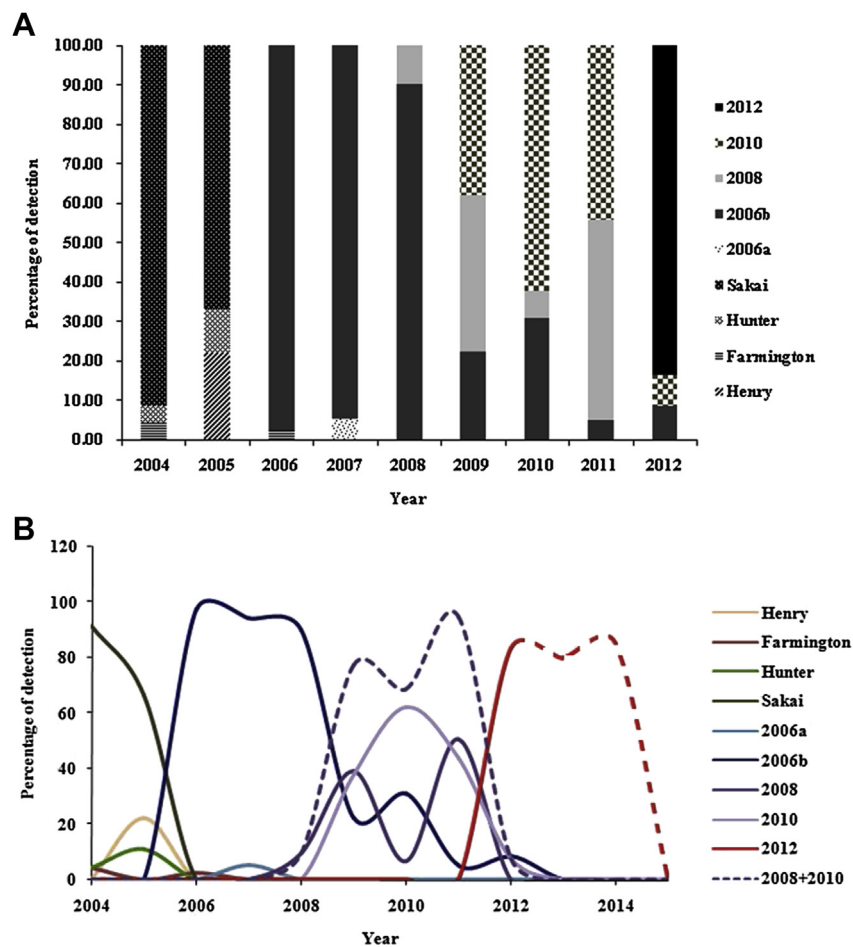 A
100.00
90.00
80.00
70.00
60.00
50.00
40.00
30.00
20.00
10.00
0.00
Percentage of detection
2004 2005 2006 2007 2008 2009 2010 2011 2012
Year
2012
2010
2008
2006b
2006a
Sakai
Hunter
Farmington
Henry
B
120
100
80
60
40
20
0
Percentage of detection
2004 2006 2008 2010 2012 2014
Year
Henry
Farmington
Hunter
Sakai
2006a
2006b
2008
2010
2012
2008+2010